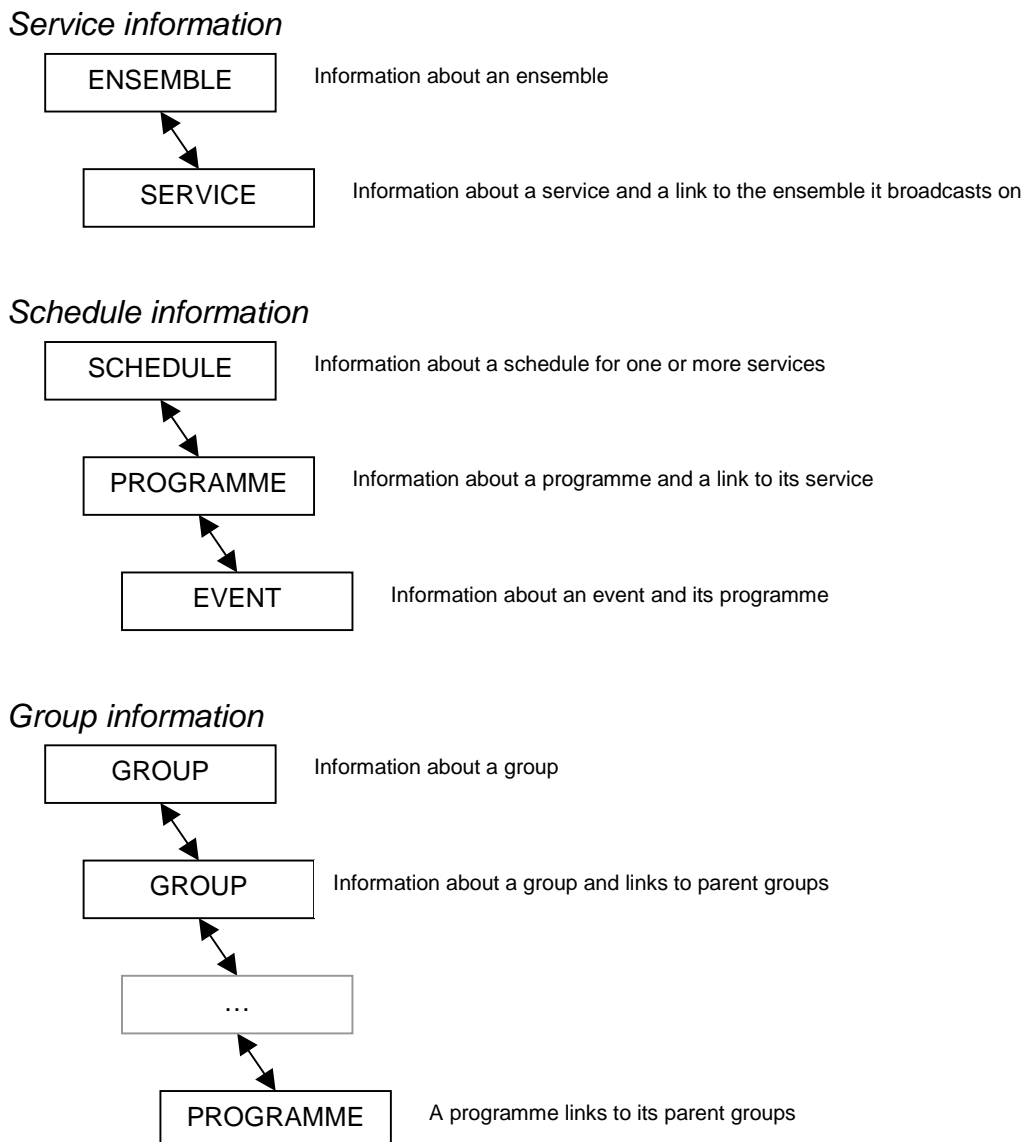 Service information
ENSEMBLE Information about an ensemble
SERVICE Information about a service and a link to the ensemble it broadcasts on
Schedule information
SCHEDULE Information about a schedule for one or more services
PROGRAMME Information about a programme and a link to its service
EVENT Information about an event and its programme
Group information
GROUP Information about a group
GROUP Information about a group and links to parent groups
…
PROGRAMME A programme links to its parent groups